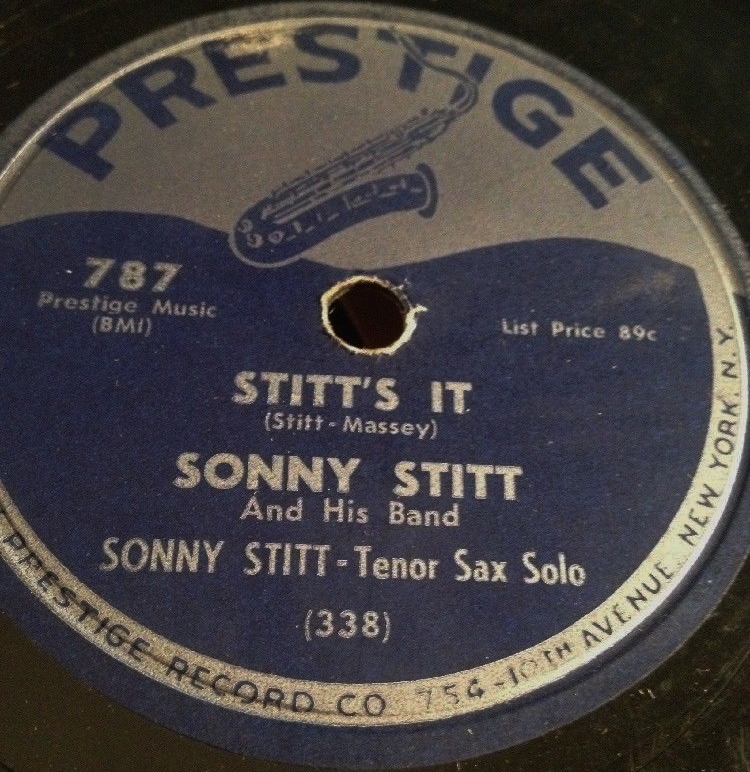 PRESTIGE
787
Prestige Music
(BMI)
List Price 89c
STITT'S IT
(Stitt-Massey)
SONNY STITT
And His Band
SONNY STITT-Tenor Sax Solo
(338)
PRESTIGE RECORD CO 754-10TH AVENUE, NEW YORK, N.Y.